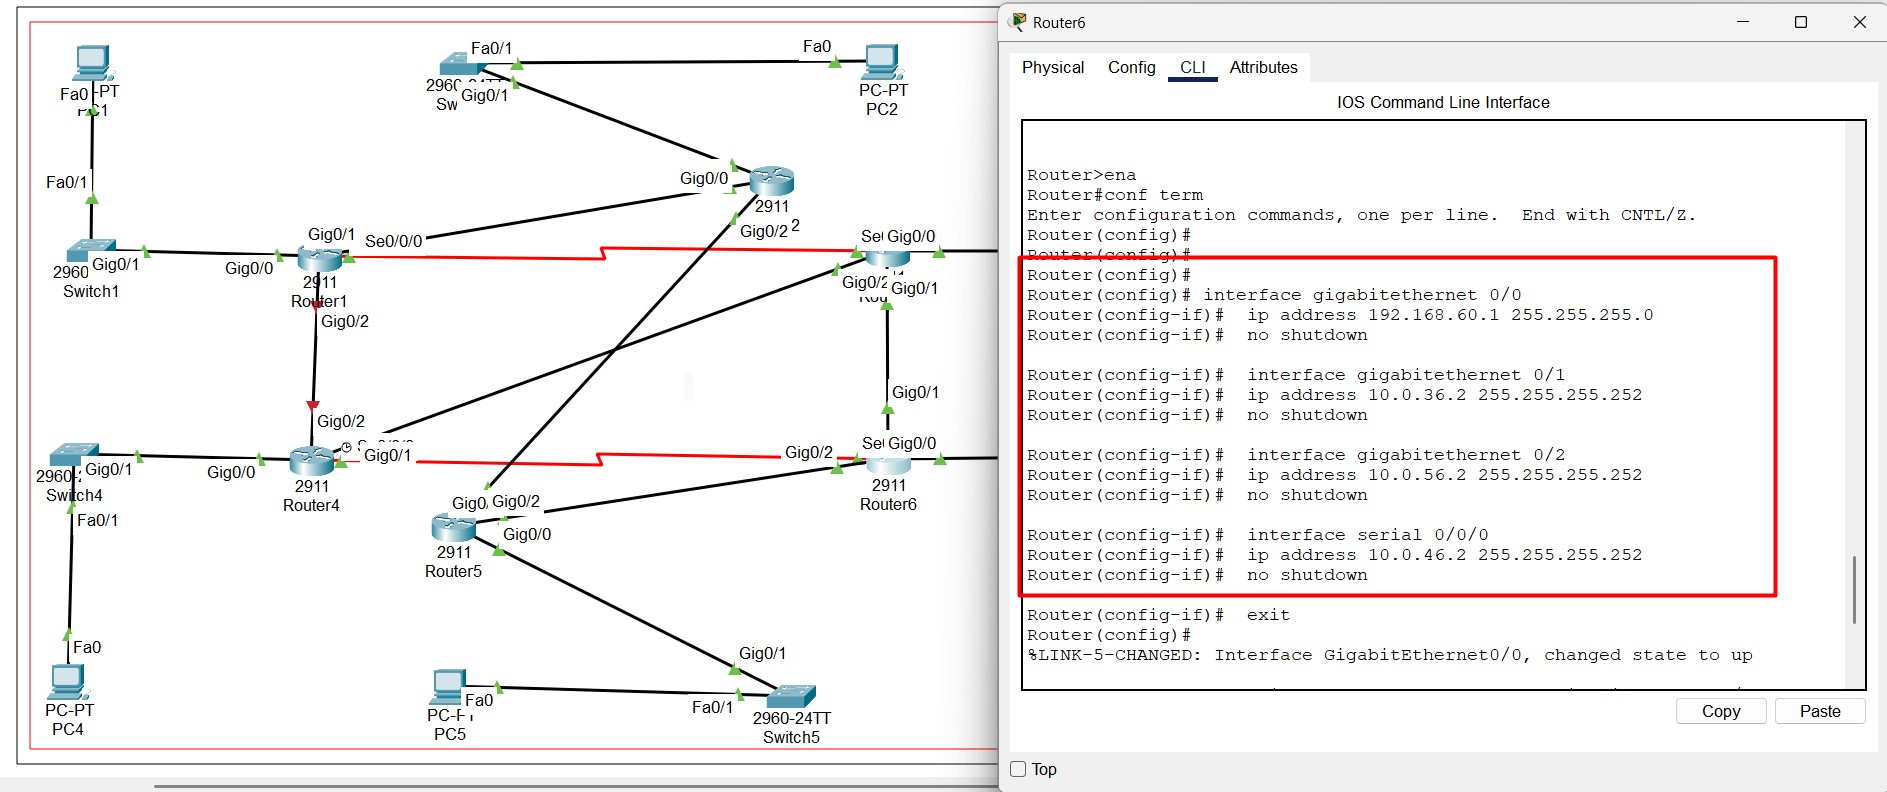 Fa0/1
Fa0
Fa0
-PT
PC1
Gig0/1
Sw
PC-PT
PC2
Fa0/1
Gig0/0
2911
Gig0/2
2
Gig0/1
Se0/0/0
Gig0/0
2960
Gig0/1
Switch1
Gig0/0
2911
Router1
Gig0/2
Gig0/2
Gig0/1
Gig0/1
Gig0/2
Gig0/0
Gig0/1
Gig0/2
Gig0/0
Gig0/1
Gig0/0
2911
Router4
2911
Router6
Switch4
Fa0/1
Gig0/2
Gig0/0
2911
Router5
Fa0
Gig0/1
PC-PT
PC4
Fa0
PC5
Fa0/1
2960-24TT
Switch5
Router6
Physical Config CLI Attributes
IOS Command Line Interface
Router>ena
Router#conf term
Enter configuration commands, one per line.  End with CNTL/Z.
Router(config)#
Router(config)#
Router(config)#
Router(config)# interface gigabitethernet 0/0
Router(config-if)#  ip address 192.168.60.1 255.255.255.0
Router(config-if)#  no shutdown
Router(config-if)#  interface gigabitethernet 0/1
Router(config-if)#  ip address 10.0.36.2 255.255.255.252
Router(config-if)#  no shutdown
Router(config-if)#  interface gigabitethernet 0/2
Router(config-if)#  ip address 10.0.56.2 255.255.255.252
Router(config-if)#  no shutdown
Router(config-if)#  interface serial 0/0/0
Router(config-if)#  ip address 10.0.46.2 255.255.255.252
Router(config-if)#  no shutdown
Router(config-if)#  exit
Router(config)#
%LINK-5-CHANGED: Interface GigabitEthernet0/0, changed state to up
Copy Paste
Top